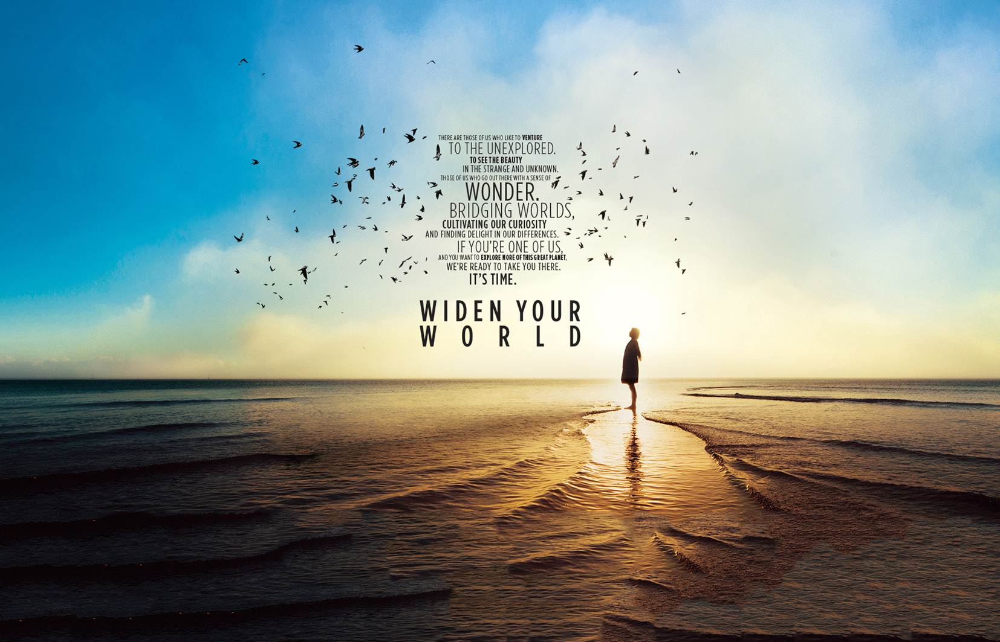 THERE ARE THOSE OF US WHO LIKE TO VENTURE
TO THE UNEXPLORED.
TO SEE THE BEAUTY
IN THE STRANGE AND UNKNOWN.
THOSE OF US WHO GO OUT THERE WITH A SENSE OF
WONDER.
BRIDGING WORLDS,
CULTIVATING OUR CURIOSITY
AND FINDING DELIGHT IN OUR DIFFERENCES.
IF YOU'RE ONE OF US,
AND YOU WANT TO EXPLORE MORE OF THIS GREAT PLANET,
WE'RE READY TO TAKE YOU THERE.
IT'S TIME.
WIDEN YOUR
WORLD